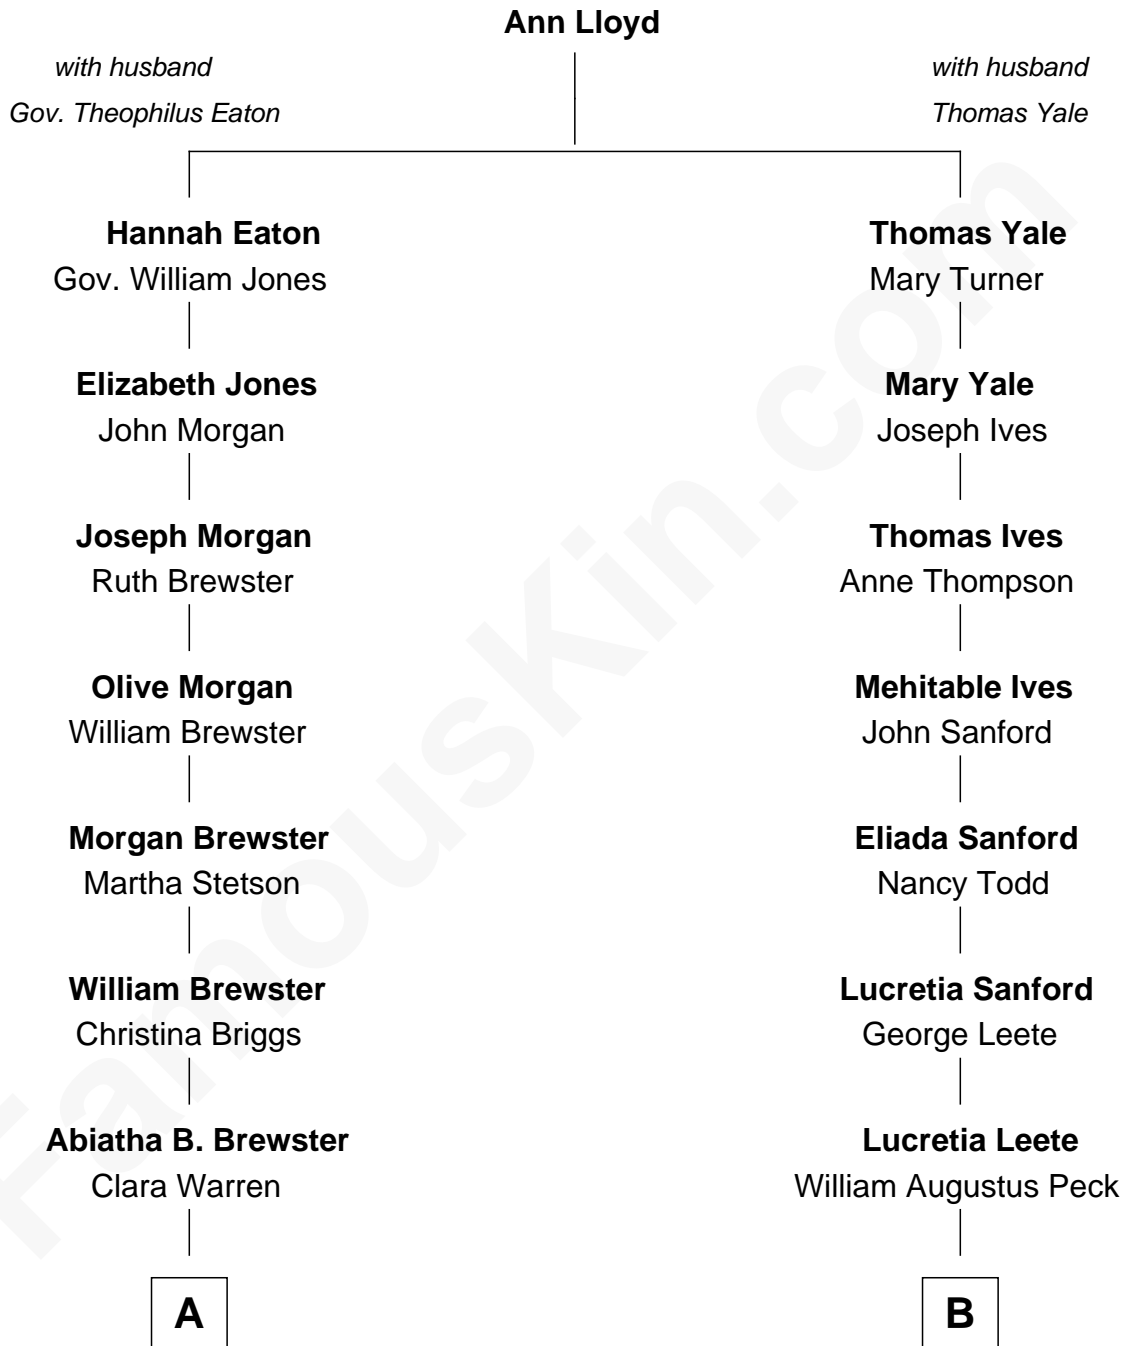 Ann Lloyd
with husband
Gov. Theophilus Eaton
with husband
Thomas Yale
Hannah Eaton
Gov. William Jones
Thomas Yale
Mary Turner
Elizabeth Jones
John Morgan
Mary Yale
Joseph Ives
Joseph Morgan
Ruth Brewster
Thomas Ives
Anne Thompson
Olive Morgan
William Brewster
Mehitable Ives
John Sanford
Morgan Brewster
Martha Stetson
Eliada Sanford
Nancy Todd
William Brewster
Christina Briggs
Lucretia Sanford
George Leete
Abiatha B. Brewster
Clara Warren
Lucretia Leete
William Augustus Peck
A
B
FamousKin.com